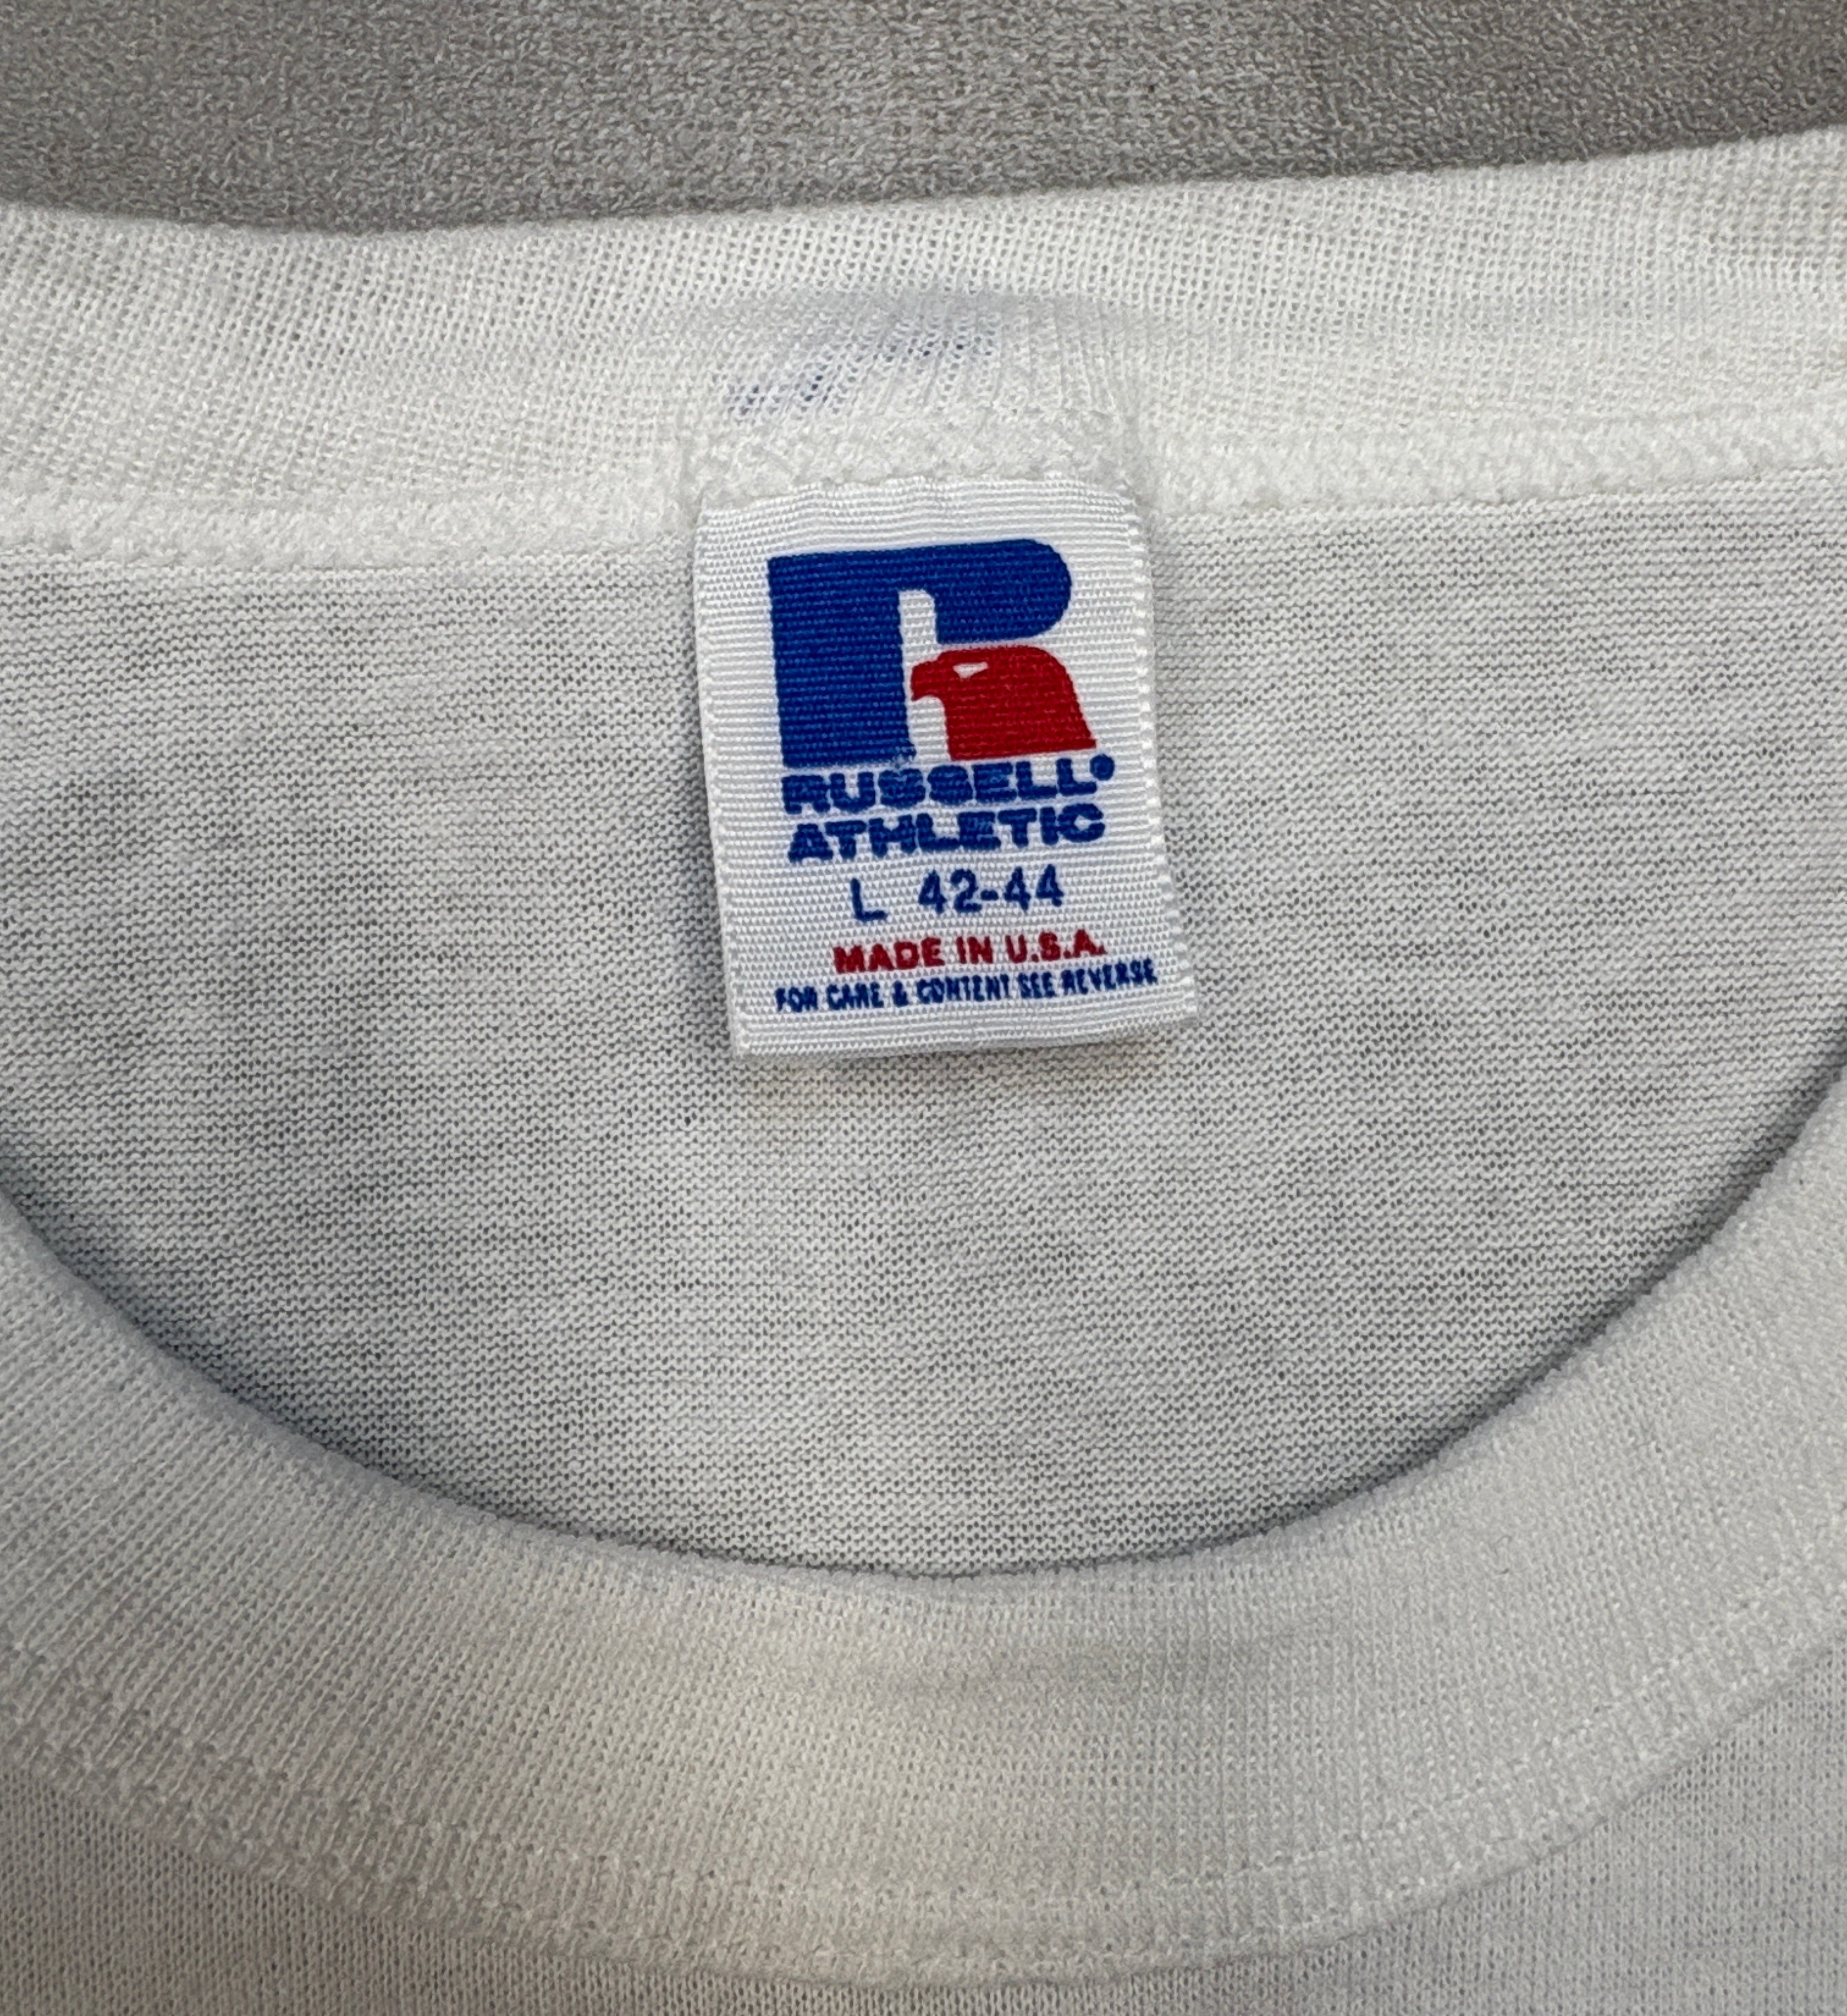 R
RUSSELL®
ATHLETIC
L 42-44
MADE IN U.S.A.
FOR CARE & CONTENT SEE REVERSE